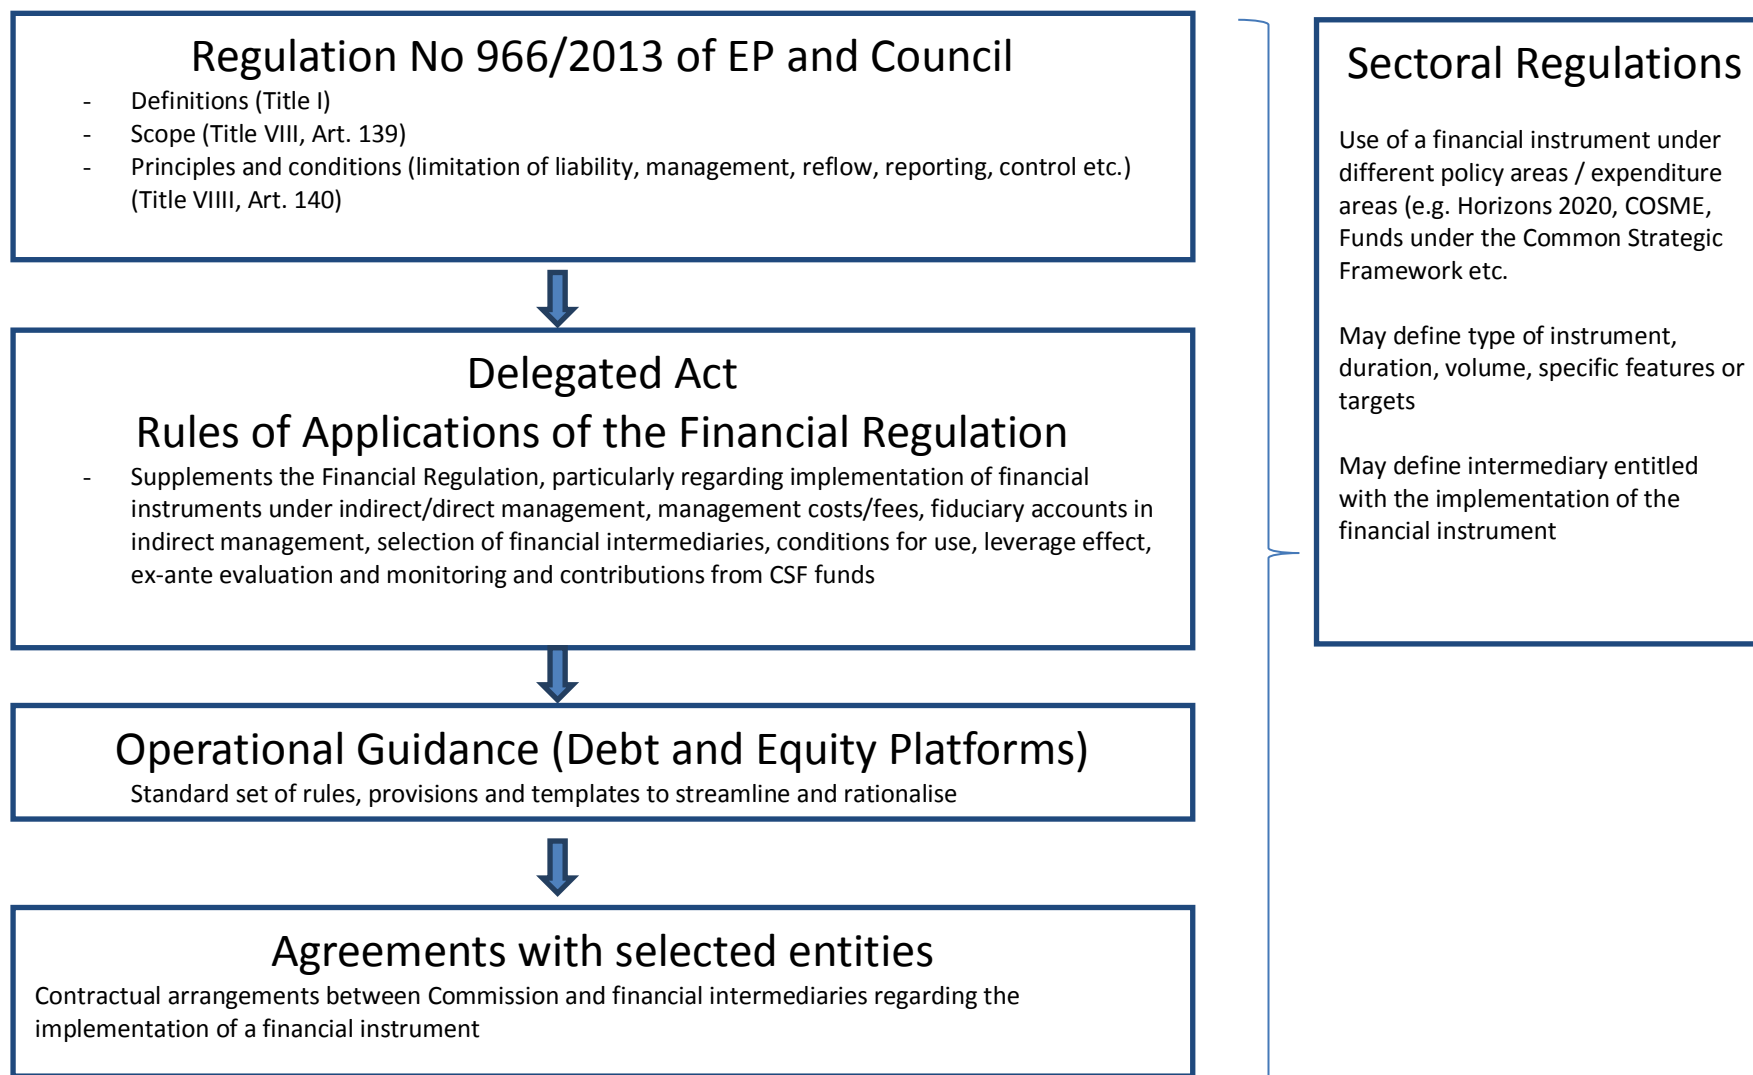 Regulation No 966/2013 of EP and Council
- Definitions (Title I)
- Scope (Title VIII, Art. 139)
- Principles and conditions (limitation of liability, management, reflow, reporting, control etc.)
(Title VIIII, Art. 140)
Delegated Act
Rules of Applications of the Financial Regulation
- Supplements the Financial Regulation, particularly regarding implementation of financial
instruments under indirect/direct management, management costs/fees, fiduciary accounts in
indirect management, selection of financial intermediaries, conditions for use, leverage effect,
ex-ante evaluation and monitoring and contributions from CSF funds
Operational Guidance (Debt and Equity Platforms)
Standard set of rules, provisions and templates to streamline and rationalise
Agreements with selected entities
Contractual arrangements between Commission and financial intermediaries regarding the
implementation of a financial instrument
Sectoral Regulations
Use of a financial instrument under
different policy areas / expenditure
areas (e.g. Horizons 2020, COSME,
Funds under the Common Strategic
Framework etc.
May define type of instrument,
duration, volume, specific features or
targets
May define intermediary entitled
with the implementation of the
financial instrument